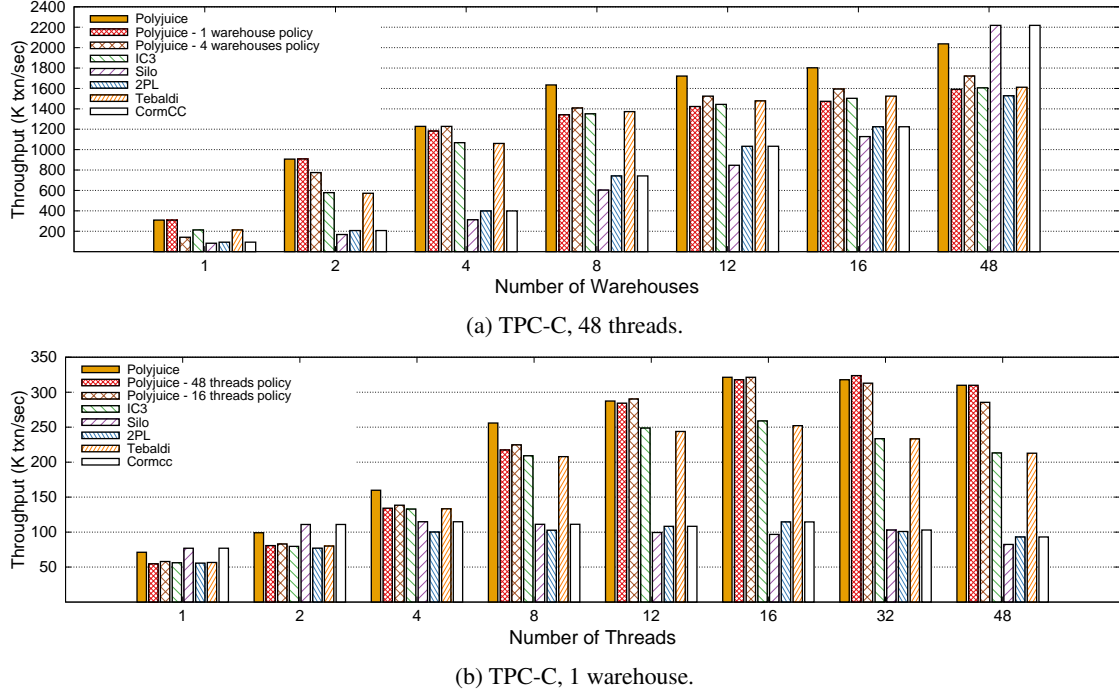 2400
2200
2000
1800
1600
1400
1200
1000
800
600
400
200
Throughput (K txn/sec)
Polyjuice
Polyjuice - 1 warehouse policy
Polyjuice - 4 warehouses policy
IC3
Silo
2PL
Tebaldi
CormCC
1 2 4 8 12 16 48
Number of Warehouses
(a) TPC-C, 48 threads.
350
300
250
200
150
100
50
Throughput (K txn/sec)
Polyjuice
Polyjuice - 48 threads policy
Polyjuice - 16 threads policy
IC3
Silo
2PL
Tebaldi
Cormcc
1 2 4 8 12 16 32 48
Number of Threads
(b) TPC-C, 1 warehouse.